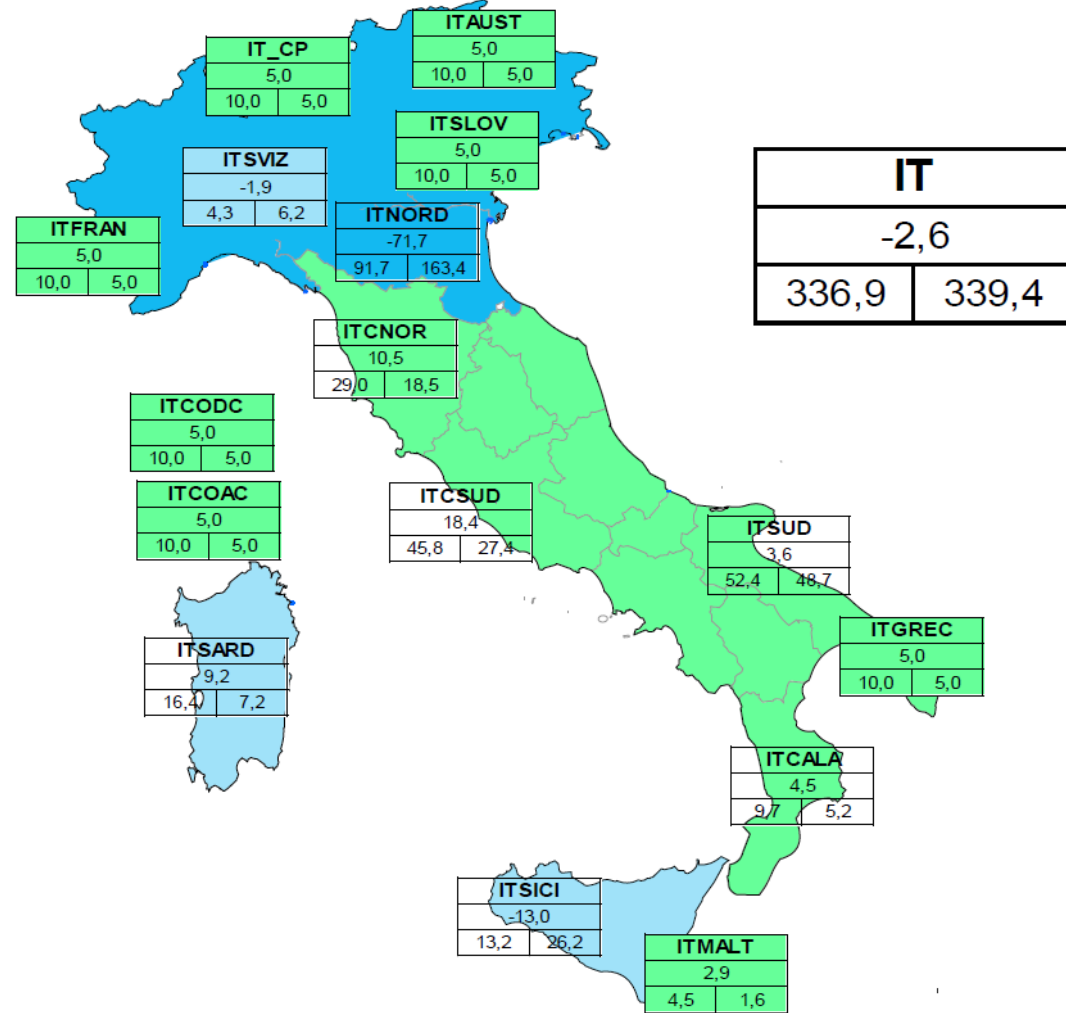 ITAUST
5,0
10,0 5,0
IT_CP
5,0
10,0 5,0
ITSLOV
5,0
10,0 5,0
ITSVIZ
-1,9
4,3 6,2
IT
-2,6
336,9 339,4
ITNORD
-71,7
91,7 163,4
ITFRAN
5,0
10,0 5,0
ITCNOR
10,5
29,0 18,5
ITCODC
5,0
10,0 5,0
ITCOAC
5,0
10,0 5,0
ITCSUD
18,4
45,8 27,4
ITSUD
3,6
52,4 48,7
ITGREC
5,0
10,0 5,0
ITSARD
9,2
16,4 7,2
ITCALA
4,5
9,7 5,2
ITSICI
-13,0
13,2 26,2
ITMALT
2,9
4,5 1,6